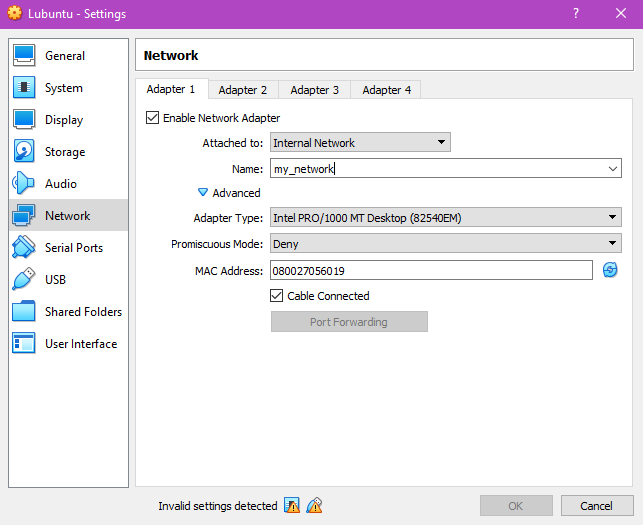 Lubuntu - Settings
General
System
Display
Storage
Audio
Network
Serial Ports
USB
Shared Folders
User Interface
Network
Adapter 1 Adapter 2 Adapter 3 Adapter 4
Enable Network Adapter
Attached to: Internal Network
Name: my_network
Advanced
Adapter Type: Intel PRO/1000 MT Desktop (82540EM)
Promiscuous Mode: Deny
MAC Address: 080027056019
Cable Connected
Port Forwarding
Invalid settings detected OK Cancel